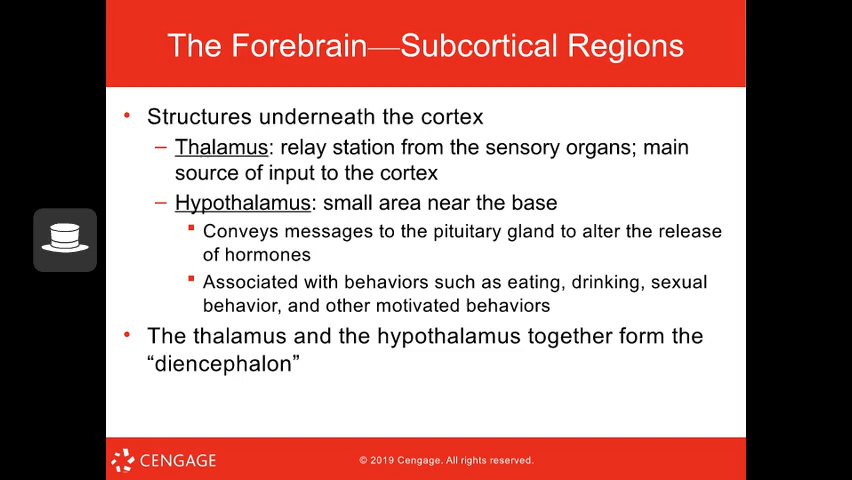 The Forebrain—Subcortical Regions
• Structures underneath the cortex
– Thalamus: relay station from the sensory organs; main
source of input to the cortex
– Hypothalamus: small area near the base
▪ Conveys messages to the pituitary gland to alter the release
of hormones
▪ Associated with behaviors such as eating, drinking, sexual
behavior, and other motivated behaviors
• The thalamus and the hypothalamus together form the
“diencephalon”
CENGAGE
© 2019 Cengage. All rights reserved.